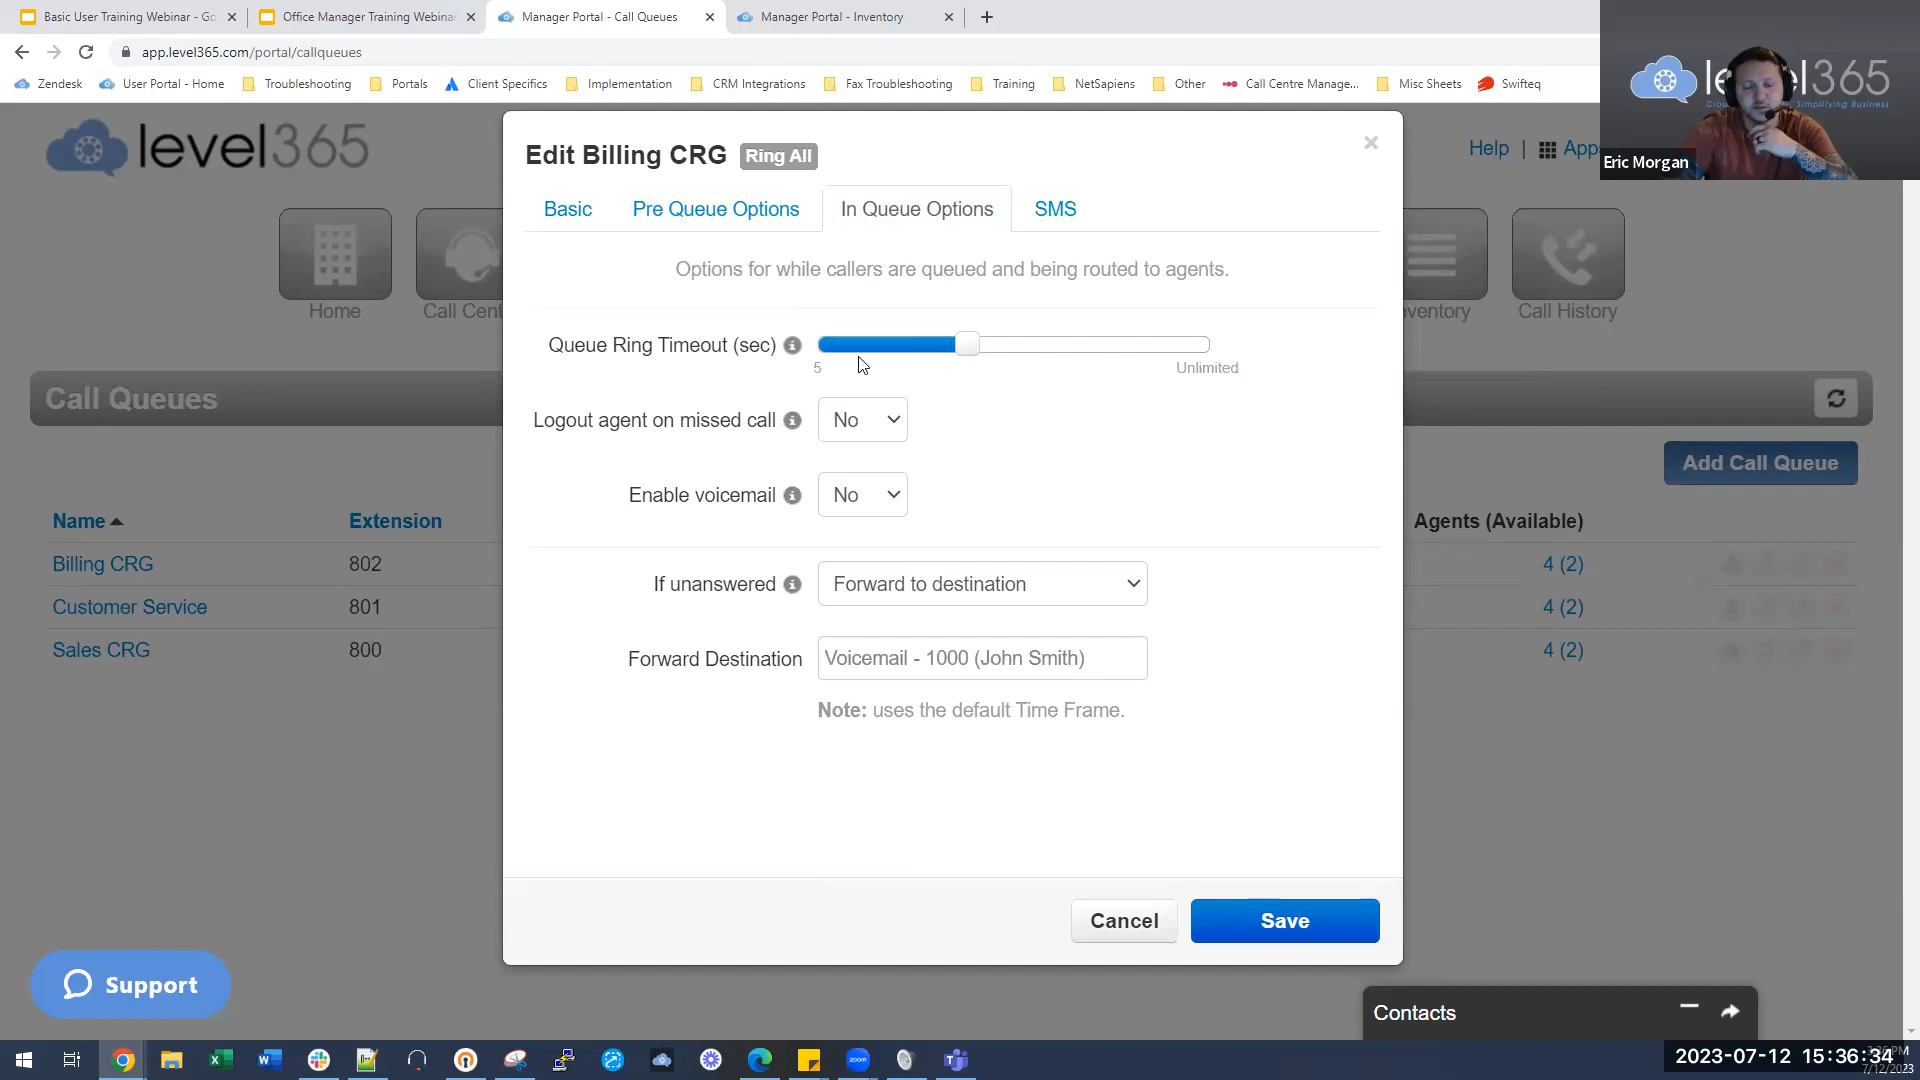 Basic User Training Webinar - Go
Office Manager Training Webinar
Manager Portal - Call Queues
Manager Portal - Inventory
app.level365.com/portal/callqueues
Zendesk
User Portal - Home
Troubleshooting
Portals
Client Specifics
Implementation
CRM Integrations
Fax Troubleshooting
Training
NetSapiens
Other
Call Centre Manage...
Misc Sheets
Swifteq
Eric Morgan
level365
Help
Home
Call History
Call Queues
Add Call Queue
Name
Extension
Agents (Available)
Billing CRG
802
4 (2)
Customer Service
801
4 (2)
Sales CRG
800
4 (2)
Edit Billing CRG
Ring All
Basic
Pre Queue Options
In Queue Options
SMS
Options for while callers are queued and being routed to agents.
Queue Ring Timeout (sec)
5
Unlimited
Logout agent on missed call
No
Enable voicemail
No
If unanswered
Forward to destination
Forward Destination
Voicemail - 1000 (John Smith)
Note: uses the default Time Frame.
Cancel
Save
Support
Contacts
zoom
2023-07-12 15:36:34
7/12/2023